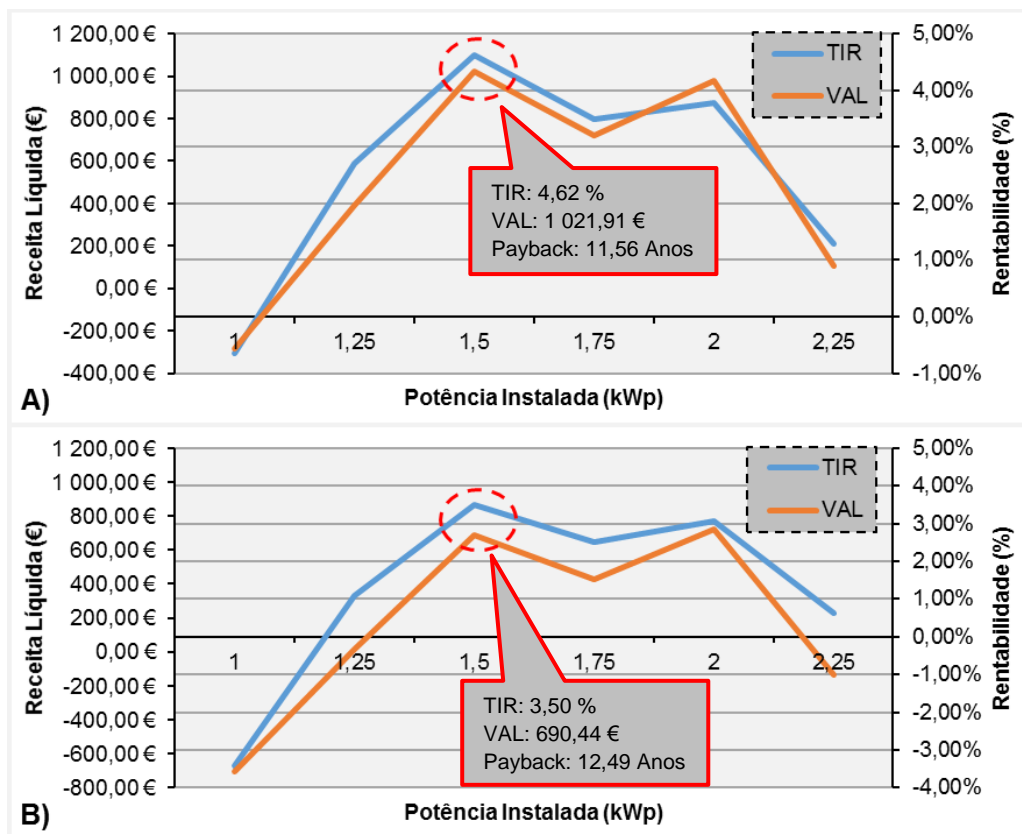 1 200,00 €
1 000,00 €
800,00 €
600,00 €
400,00 €
200,00 €
0,00 €
-200,00 €
-400,00 €
Receita Líquida (€)
5,00%
4,00%
3,00%
2,00%
1,00%
0,00%
-1,00%
Rentabilidade (%)
TIR
VAL
TIR: 4,62 %
VAL: 1 021,91 €
Payback: 11,56 Anos
1 1,25 1,5 1,75 2 2,25
Potência Instalada (kWp)
A)
1 200,00 €
1 000,00 €
800,00 €
600,00 €
400,00 €
200,00 €
0,00 €
-200,00 €
-400,00 €
-600,00 €
-800,00 €
Receita Líquida (€)
5,00%
4,00%
3,00%
2,00%
1,00%
0,00%
-1,00%
-2,00%
-3,00%
-4,00%
Rentabilidade (%)
TIR
VAL
1 1,25 1,5 1,75 2 2,25
TIR: 3,50 %
VAL: 690,44 €
Payback: 12,49 Anos
Potência Instalada (kWp)
B)